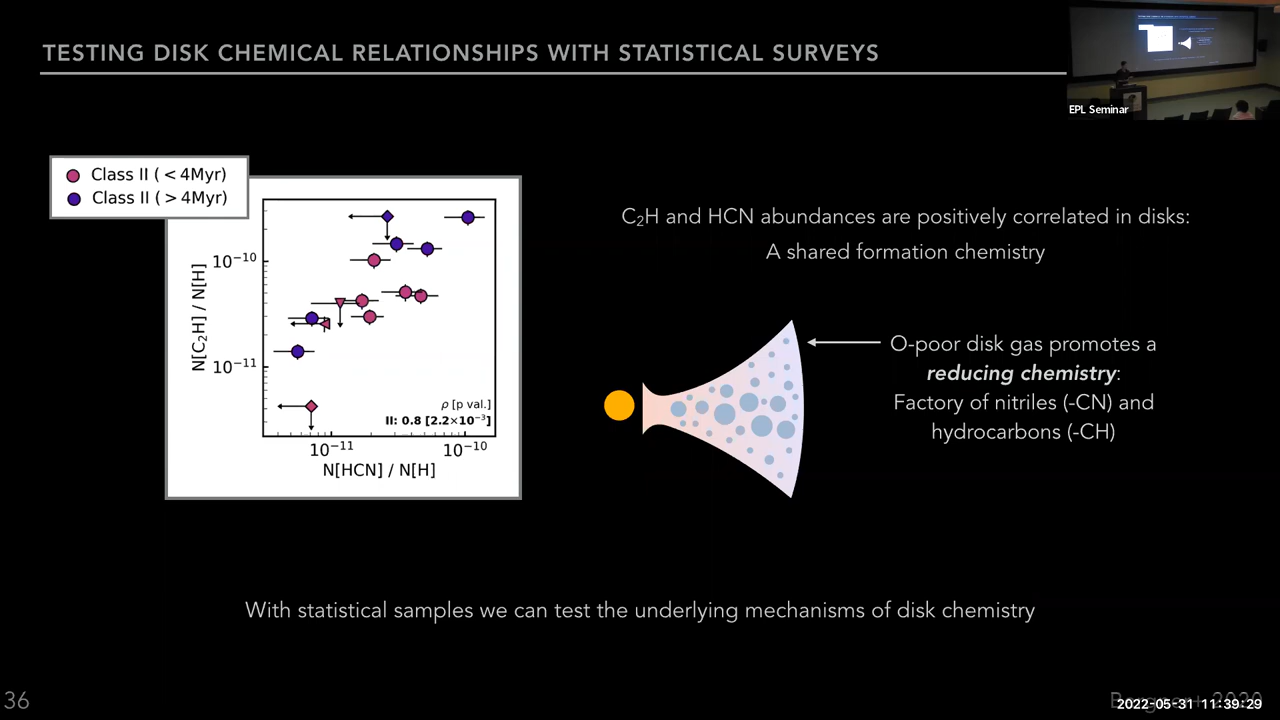 TESTING DISK CHEMICAL RELATIONSHIPS WITH STATISTICAL SURVEYS
EPL Seminar
Class II ( < 4Myr)
Class II ( > 4Myr)
N[C₂H] / N[H]
10⁻¹⁰
10⁻¹¹
ρ [p val.]
II: 0.8 [2.2×10⁻³]
10⁻¹¹
10⁻¹⁰
N[HCN] / N[H]
C₂H and HCN abundances are positively correlated in disks:
A shared formation chemistry
O-poor disk gas promotes a
reducing chemistry:
Factory of nitriles (-CN) and
hydrocarbons (-CH)
With statistical samples we can test the underlying mechanisms of disk chemistry
36
Bergner+ 2020
2022-05-31 11:39:29